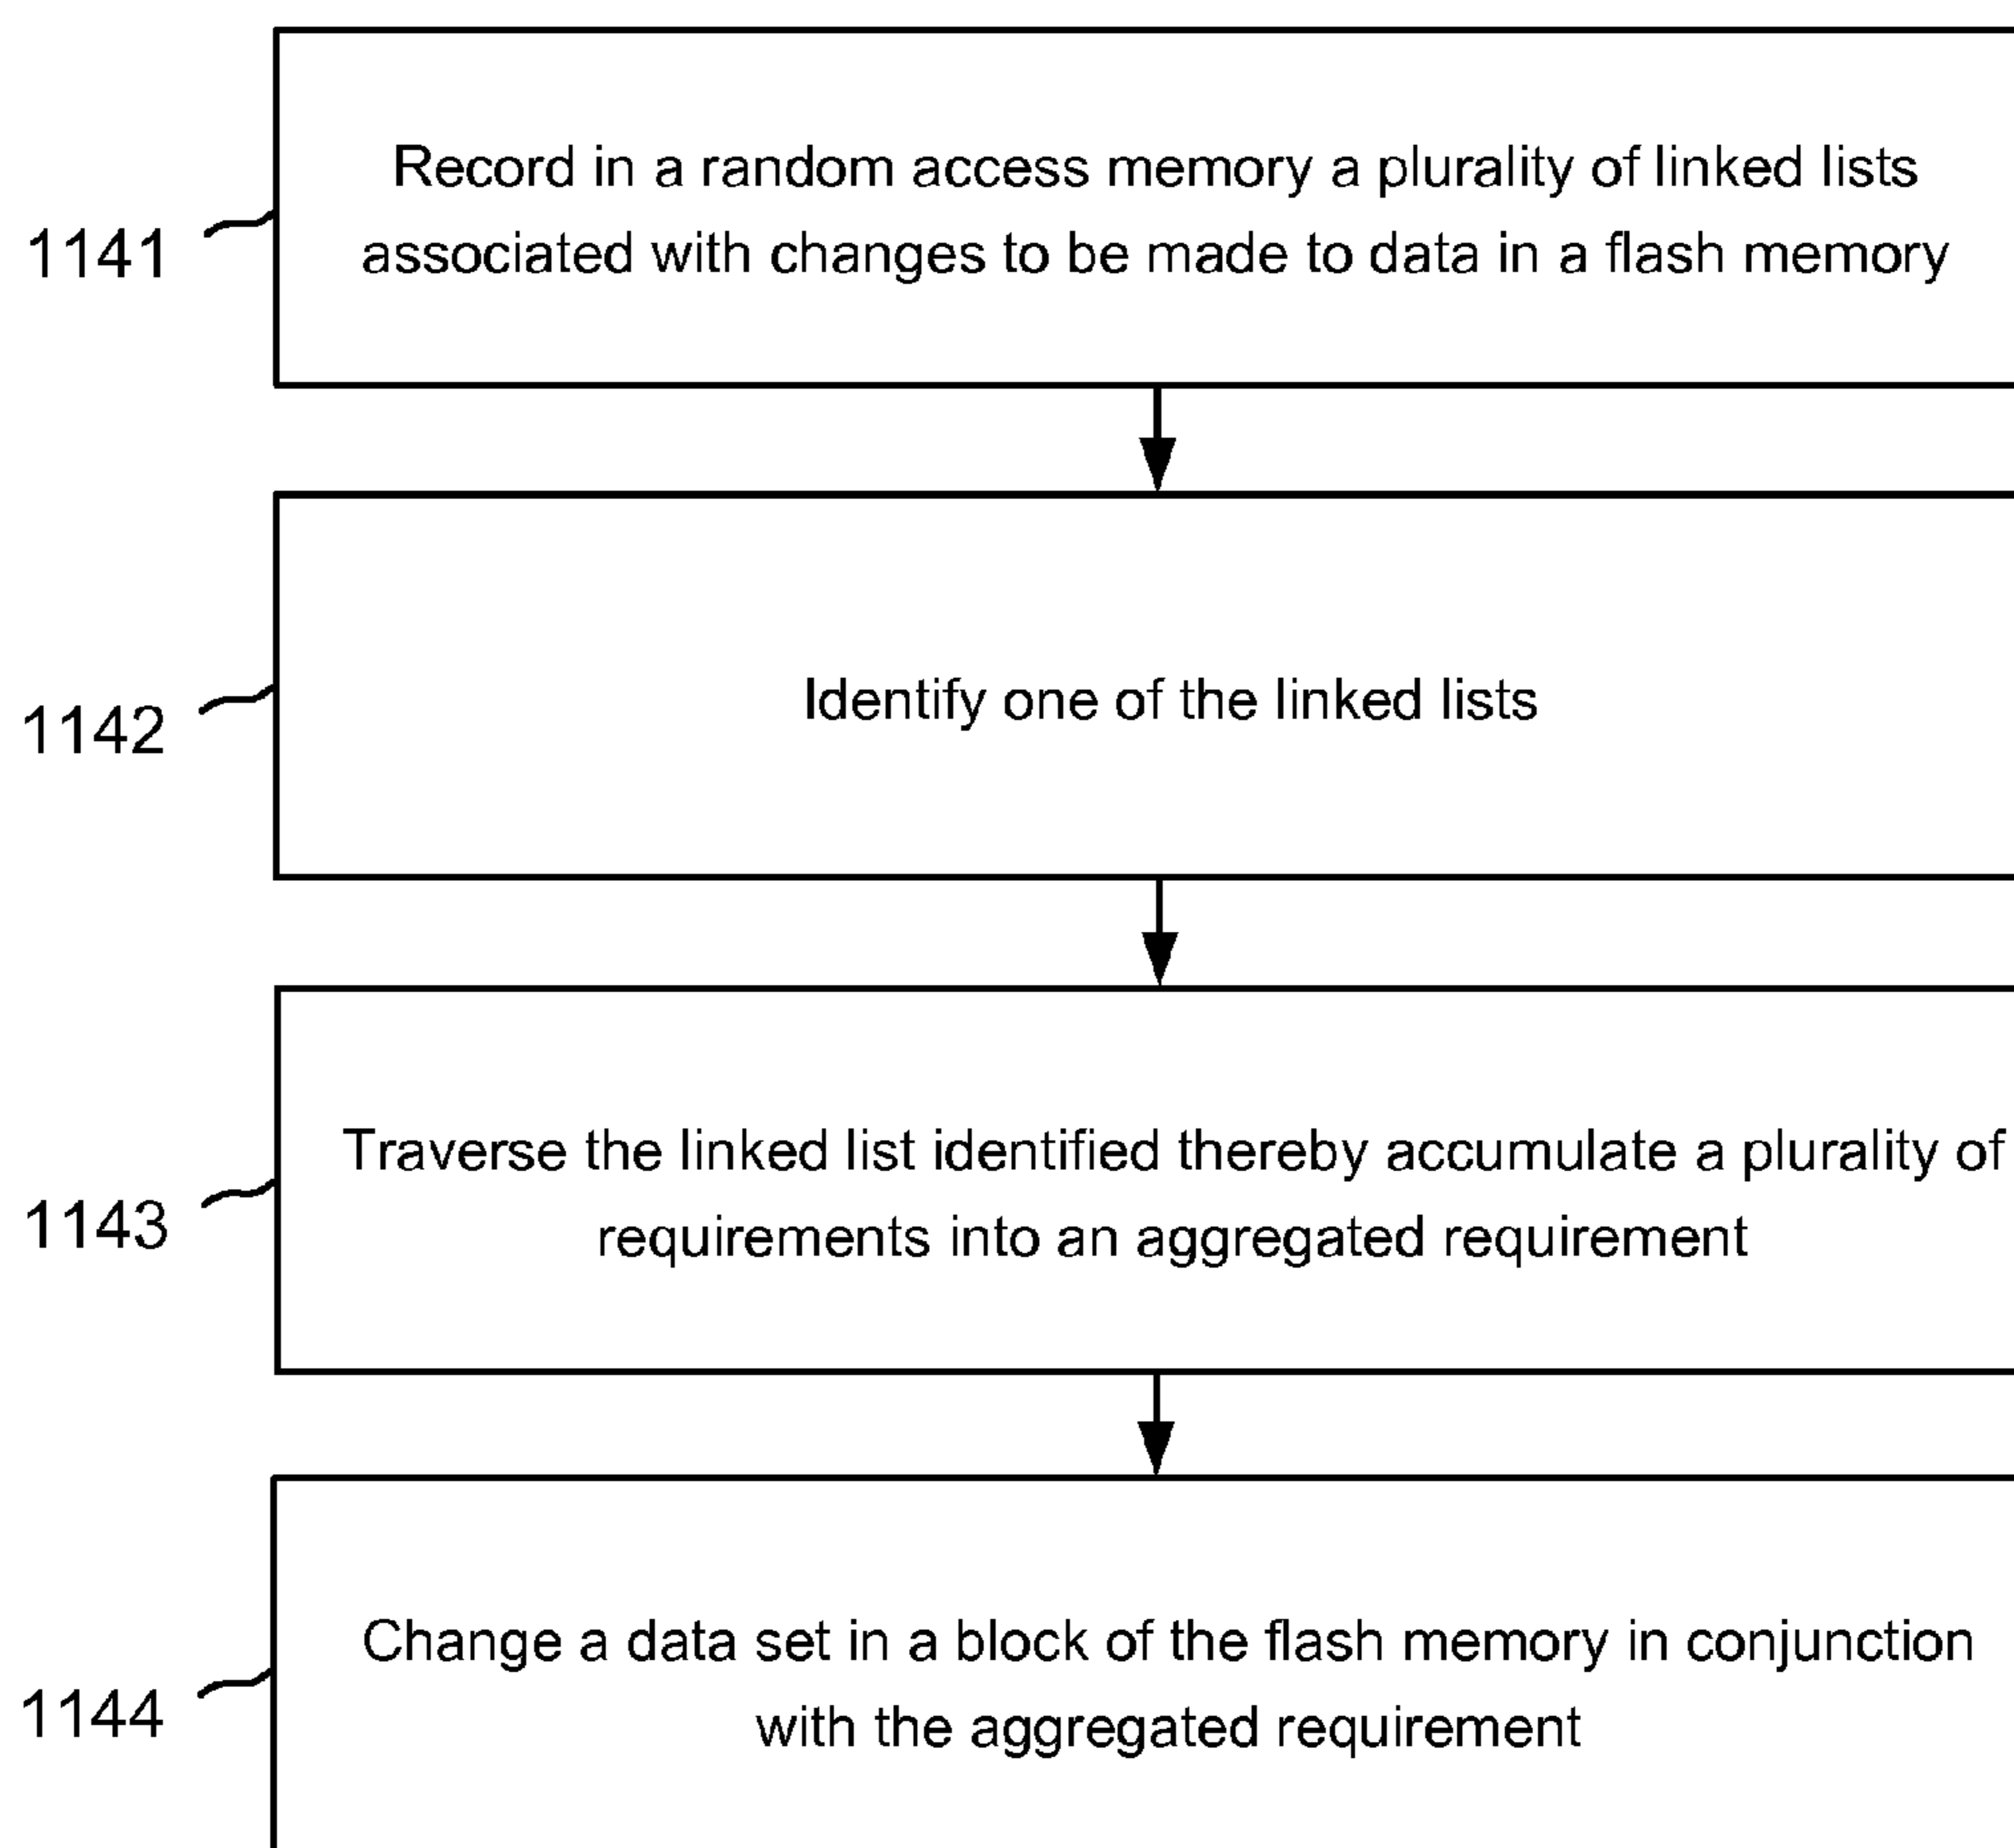 Record in a random access memory a plurality of linked lists
associated with changes to be made to data in a flash memory
1141
Identify one of the linked lists
1142
Traverse the linked list identified thereby accumulate a plurality of
requirements into an aggregated requirement
1143
Change a data set in a block of the flash memory in conjunction
with the aggregated requirement
1144